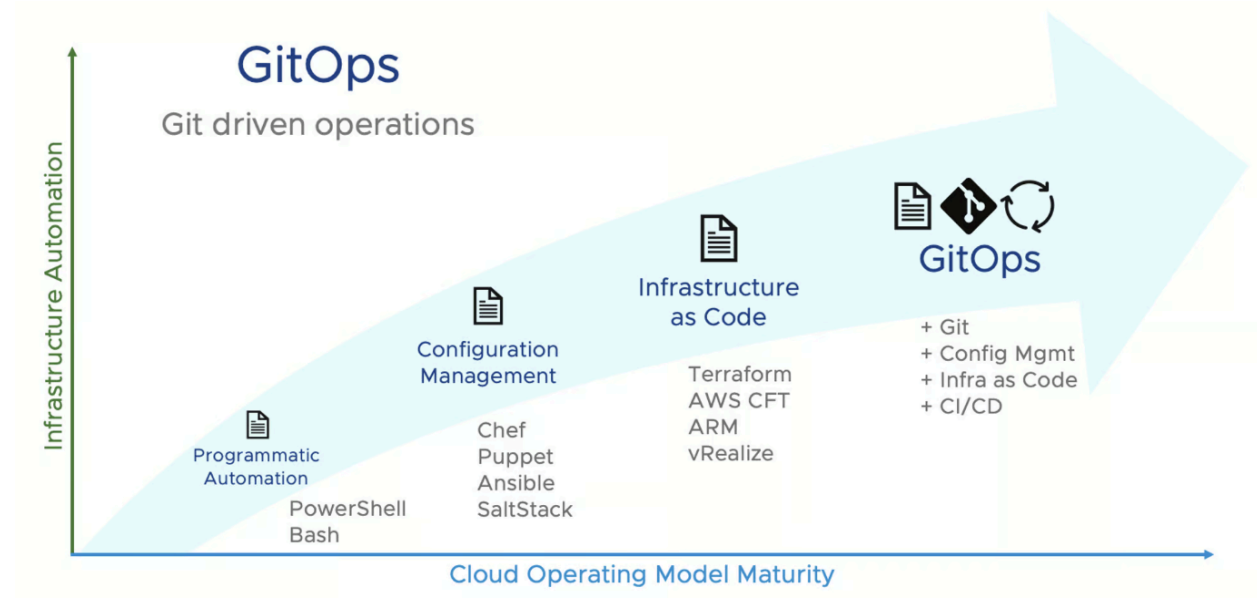 GitOps
Git driven operations
Infrastructure Automation
Programmatic
Automation
PowerShell
Bash
Configuration
Management
Chef
Puppet
Ansible
SaltStack
Infrastructure
as Code
Terraform
AWS CFT
ARM
vRealize
GitOps
+ Git
+ Config Mgmt
+ Infra as Code
+ CI/CD
Cloud Operating Model Maturity